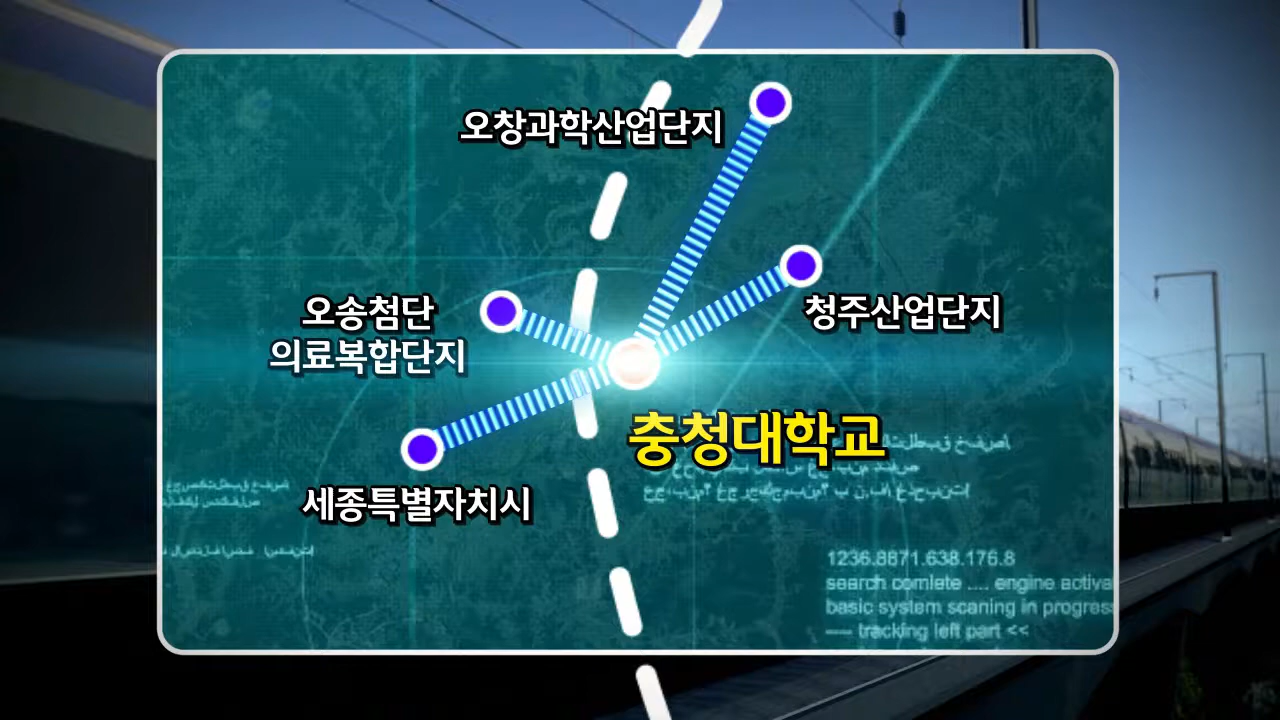 오창과학산업단지
오송첨단
의료복합단지
청주산업단지
충청대학교
세종특별자치시
1236.8871.638.176.8
search comlete .... engine activa
basic system scaning in progres
tracking left part <<